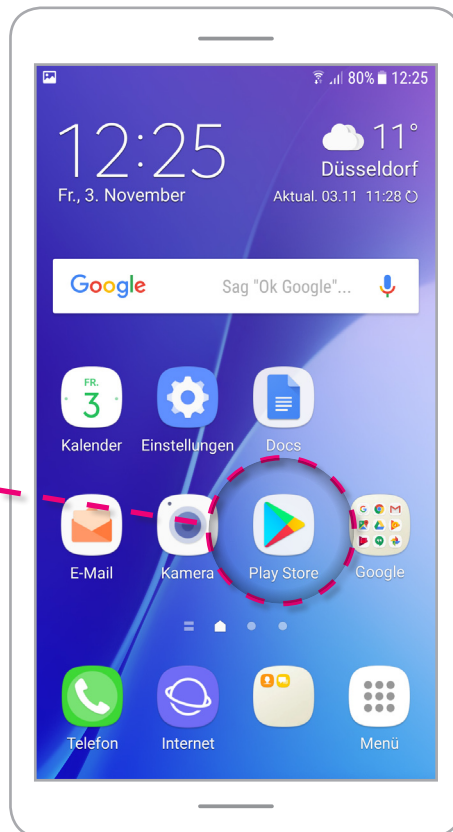 80% 12:25
12:25
11°
Düsseldorf
Fr., 3. November
Aktual. 03.11 11:28
Google Sag "Ok Google"...
FR.
3
Kalender Einstellungen Docs
E-Mail Kamera Play Store Google
Telefon Internet Menü